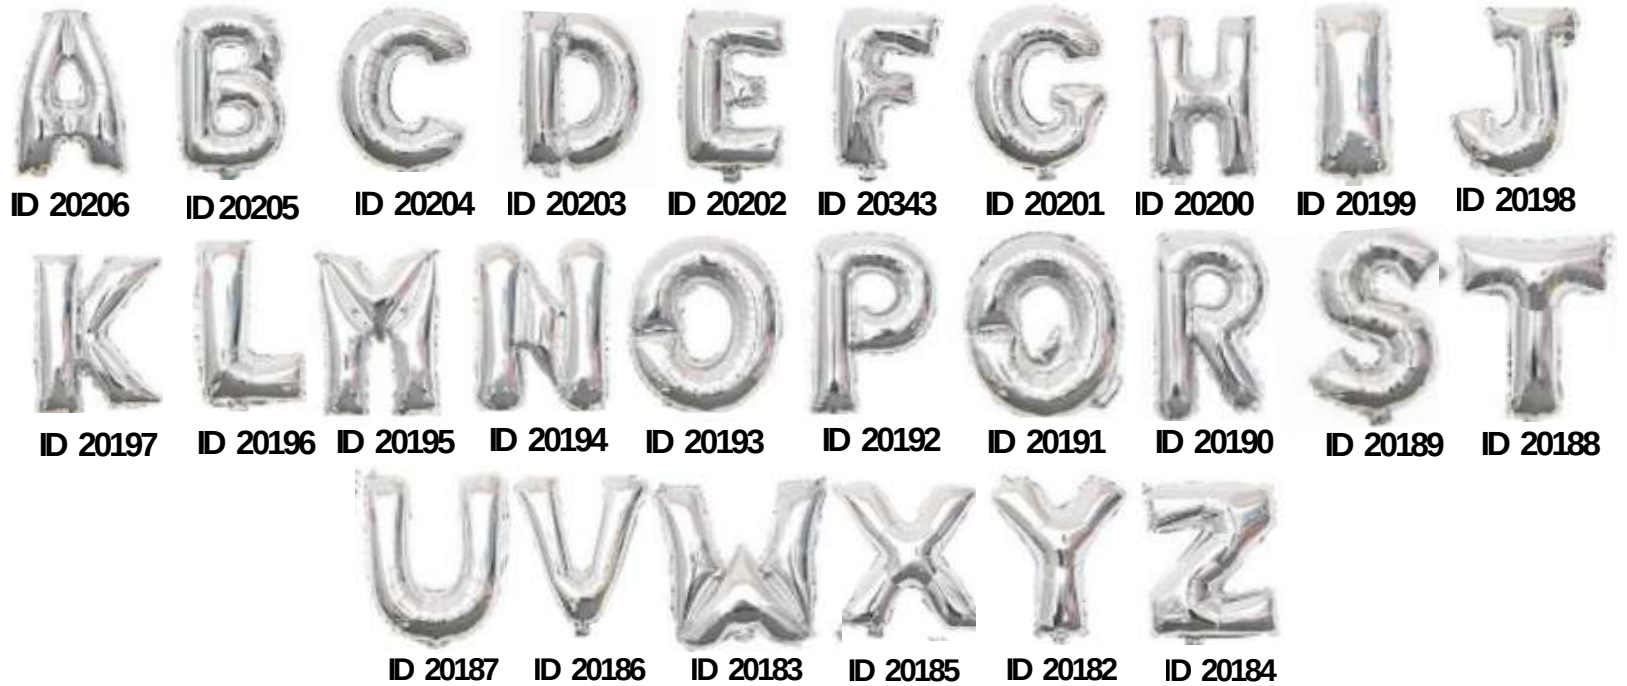 A B C D E F G H I J
ID 20206 ID 20205 ID 20204 ID 20203 ID 20202 ID 20343 ID 20201 ID 20200 ID 20199 ID 20198
K L M N O P Q R S T
ID 20197 ID 20196 ID 20195 ID 20194 ID 20193 ID 20192 ID 20191 ID 20190 ID 20189 ID 20188
U V W X Y Z
ID 20187 ID 20186 ID 20183 ID 20185 ID 20182 ID 20184